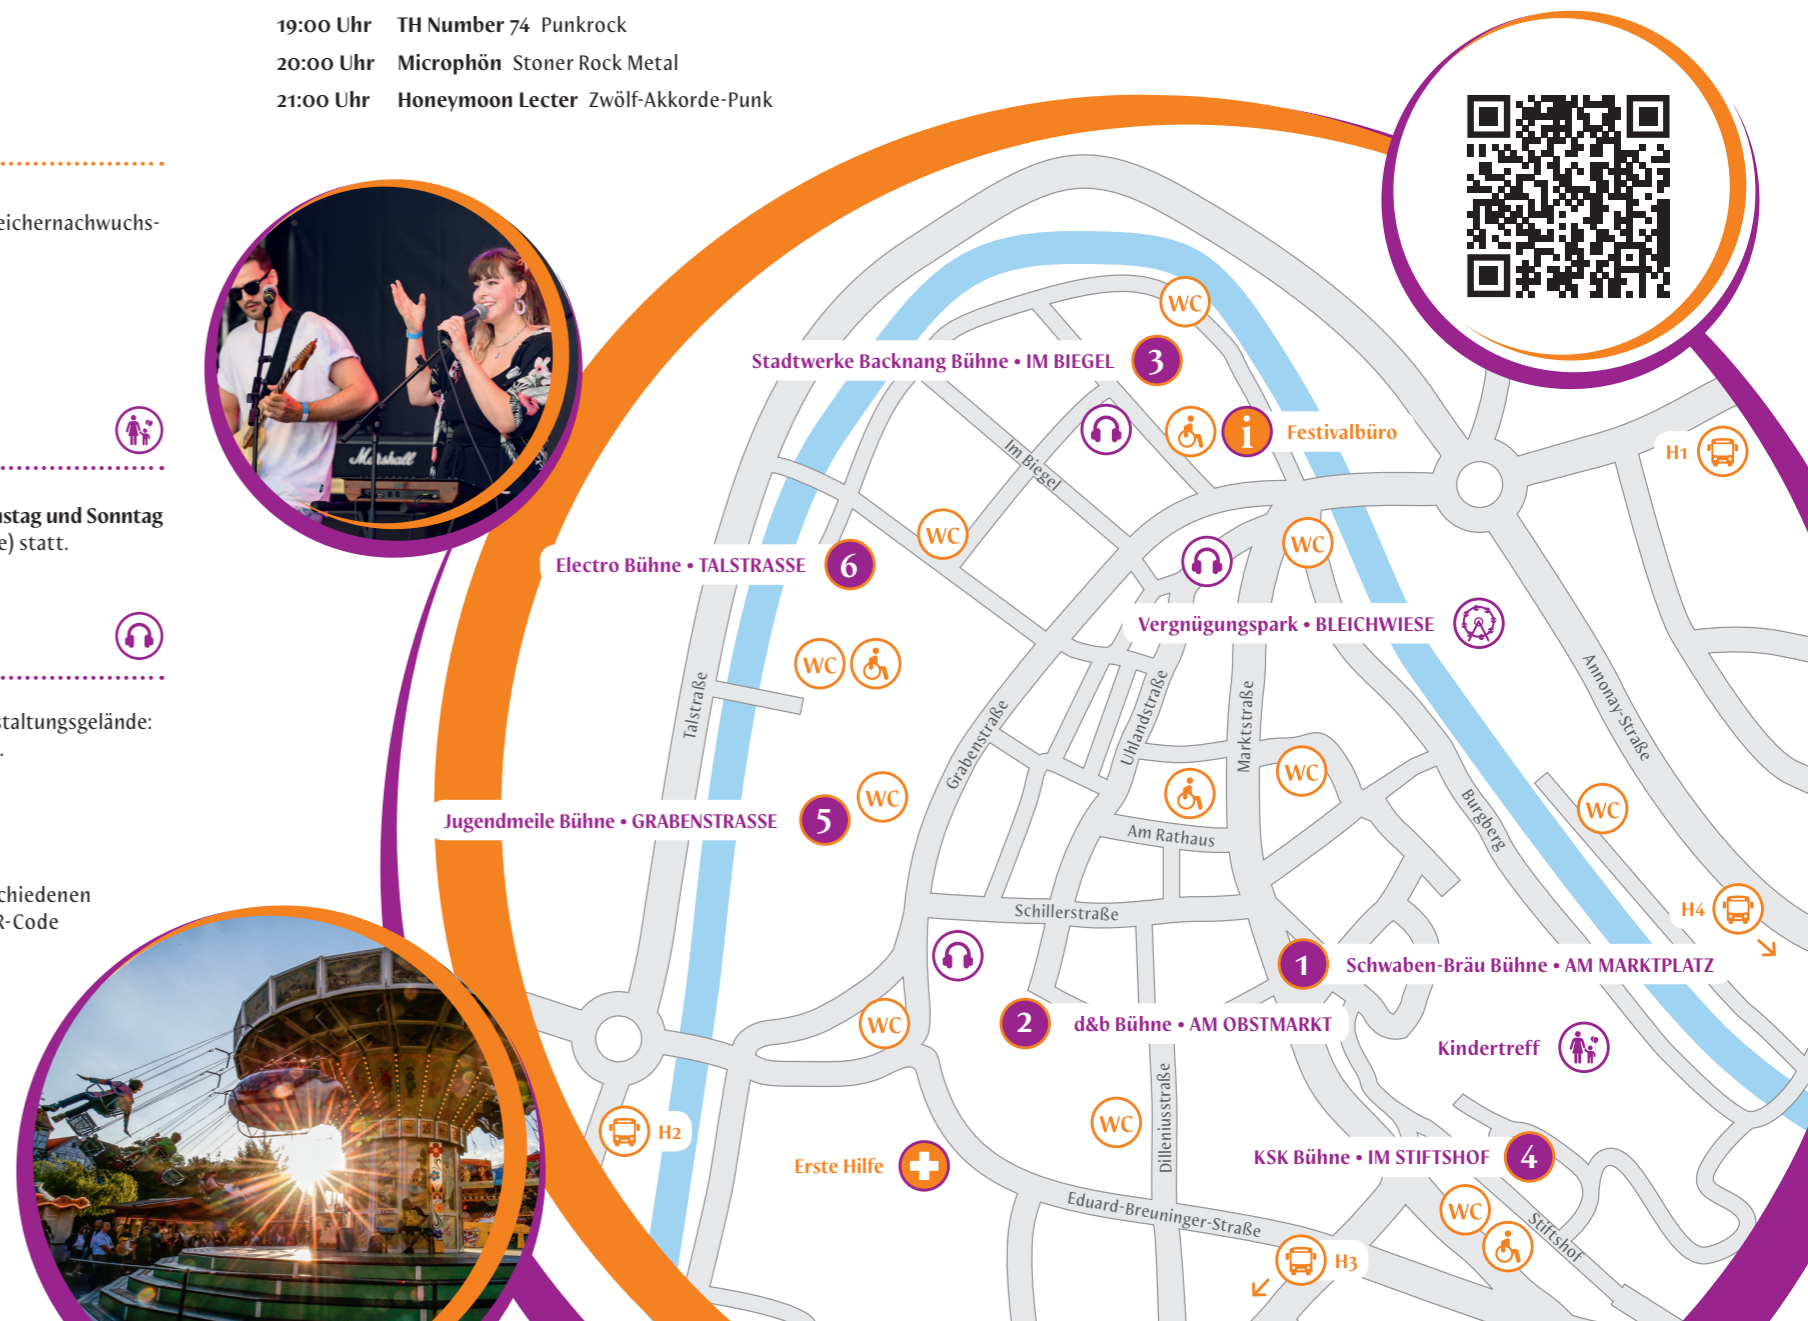 19:00 Uhr TH Number 74 Punkrock
20:00 Uhr Microphön Stoner Rock Metal
21:00 Uhr Honeymoon Lecter Zwölf-Akkorde-Punk
eichernachwuchs-
stag und Sonntag
e) statt.
staltungsgelände:
.
chiedenen
R-Code
Marshall
WC
Stadtwerke Backnang Bühne • IM BIEGEL 3
i Festivalbüro
H1
Im Biegel
WC
WC
Electro Bühne • TALSTRASSE 6
Vergnügungspark • BLEICHWIESE
WC
Talstraße
Grabenstraße
Uhlandstraße
Marktstraße
Annonay-Straße
WC
WC
WC
Jugendmeile Bühne • GRABENSTRASSE 5
Am Rathaus
Burgberg
Schillerstraße
H4
1 Schwaben-Bräu Bühne • AM MARKTPLATZ
WC
2 d&b Bühne • AM OBSTMARKT
Kindertreff
H2
WC
Dilleniusstraße
Erste Hilfe
KSK Bühne • IM STIFTSHOF 4
Eduard-Breuninger-Straße
WC
Stiftshof
H3